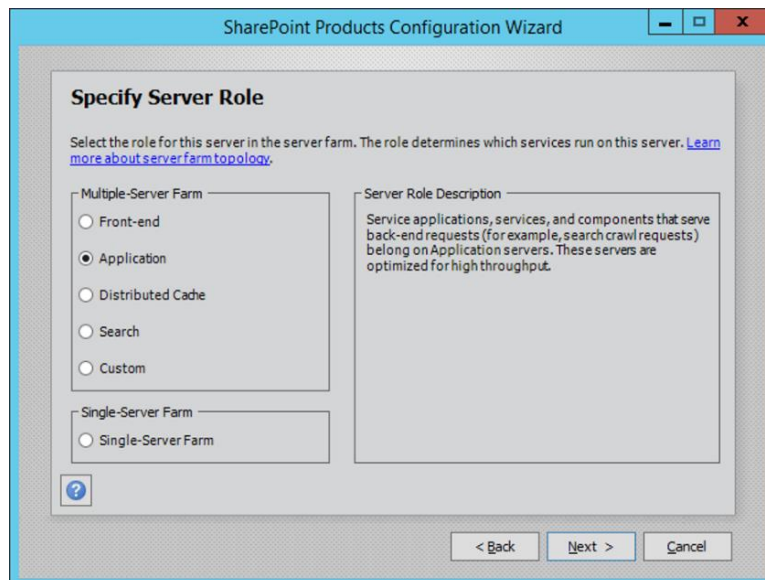 SharePoint Products Configuration Wizard
Specify Server Role
Select the role for this server in the server farm. The role determines which services run on this server. Learn
more about server farm topology.
Multiple-Server Farm
Front-end
Application
Distributed Cache
Search
Custom
Single-Server Farm
Single-Server Farm
Server Role Description
Service applications, services, and components that serve
back-end requests (for example, search crawl requests)
belong on Application servers. These servers are
optimized for high throughput.
?
< Back
Next >
Cancel